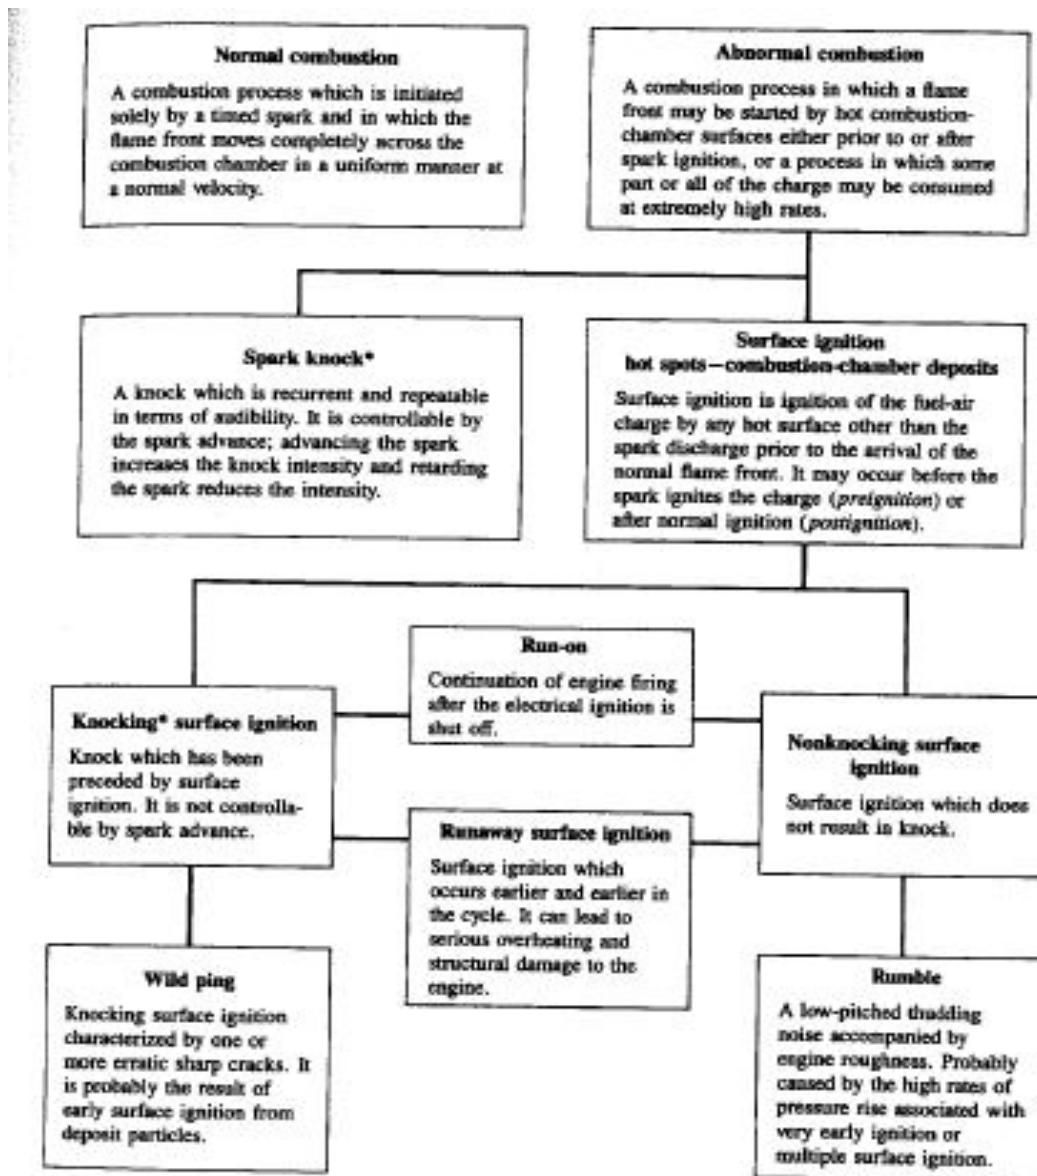 Normal combustion
A combustion process which is initiated
solely by a timed spark and in which the
flame front moves completely across the
combustion chamber in a uniform manner at
a normal velocity.
Abnormal combustion
A combustion process in which a flame
front may be started by hot combustion-
chamber surfaces either prior to or after
spark ignition, or a process in which some
part or all of the charge may be consumed
at extremely high rates.
Spark knock*
A knock which is recurrent and repeatable
in terms of audibility. It is controllable by
the spark advance; advancing the spark
increases the knock intensity and retarding
the spark reduces the intensity.
Surface ignition
hot spots—combustion-chamber deposits
Surface ignition is ignition of the fuel-air
charge by any hot surface other than the
spark discharge prior to the arrival of the
normal flame front. It may occur before the
spark ignites the charge (preignition) or
after normal ignition (postignition).
Run-on
Continuation of engine firing
after the electrical ignition is
shut off.
Knocking* surface ignition
Knock which has been
preceded by surface
ignition. It is not controlla-
ble by spark advance.
Nonknocking surface
ignition
Surface ignition which does
not result in knock.
Runaway surface ignition
Surface ignition which
occurs earlier and earlier in
the cycle. It can lead to
serious overheating and
structural damage to the
engine.
Wild ping
Knocking surface ignition
characterized by one or
more erratic sharp cracks. It
is probably the result of
early surface ignition from
deposit particles.
Rumble
A low-pitched thudding
noise accompanied by
engine roughness. Probably
caused by the high rates of
pressure rise associated with
very early ignition or
multiple surface ignition.